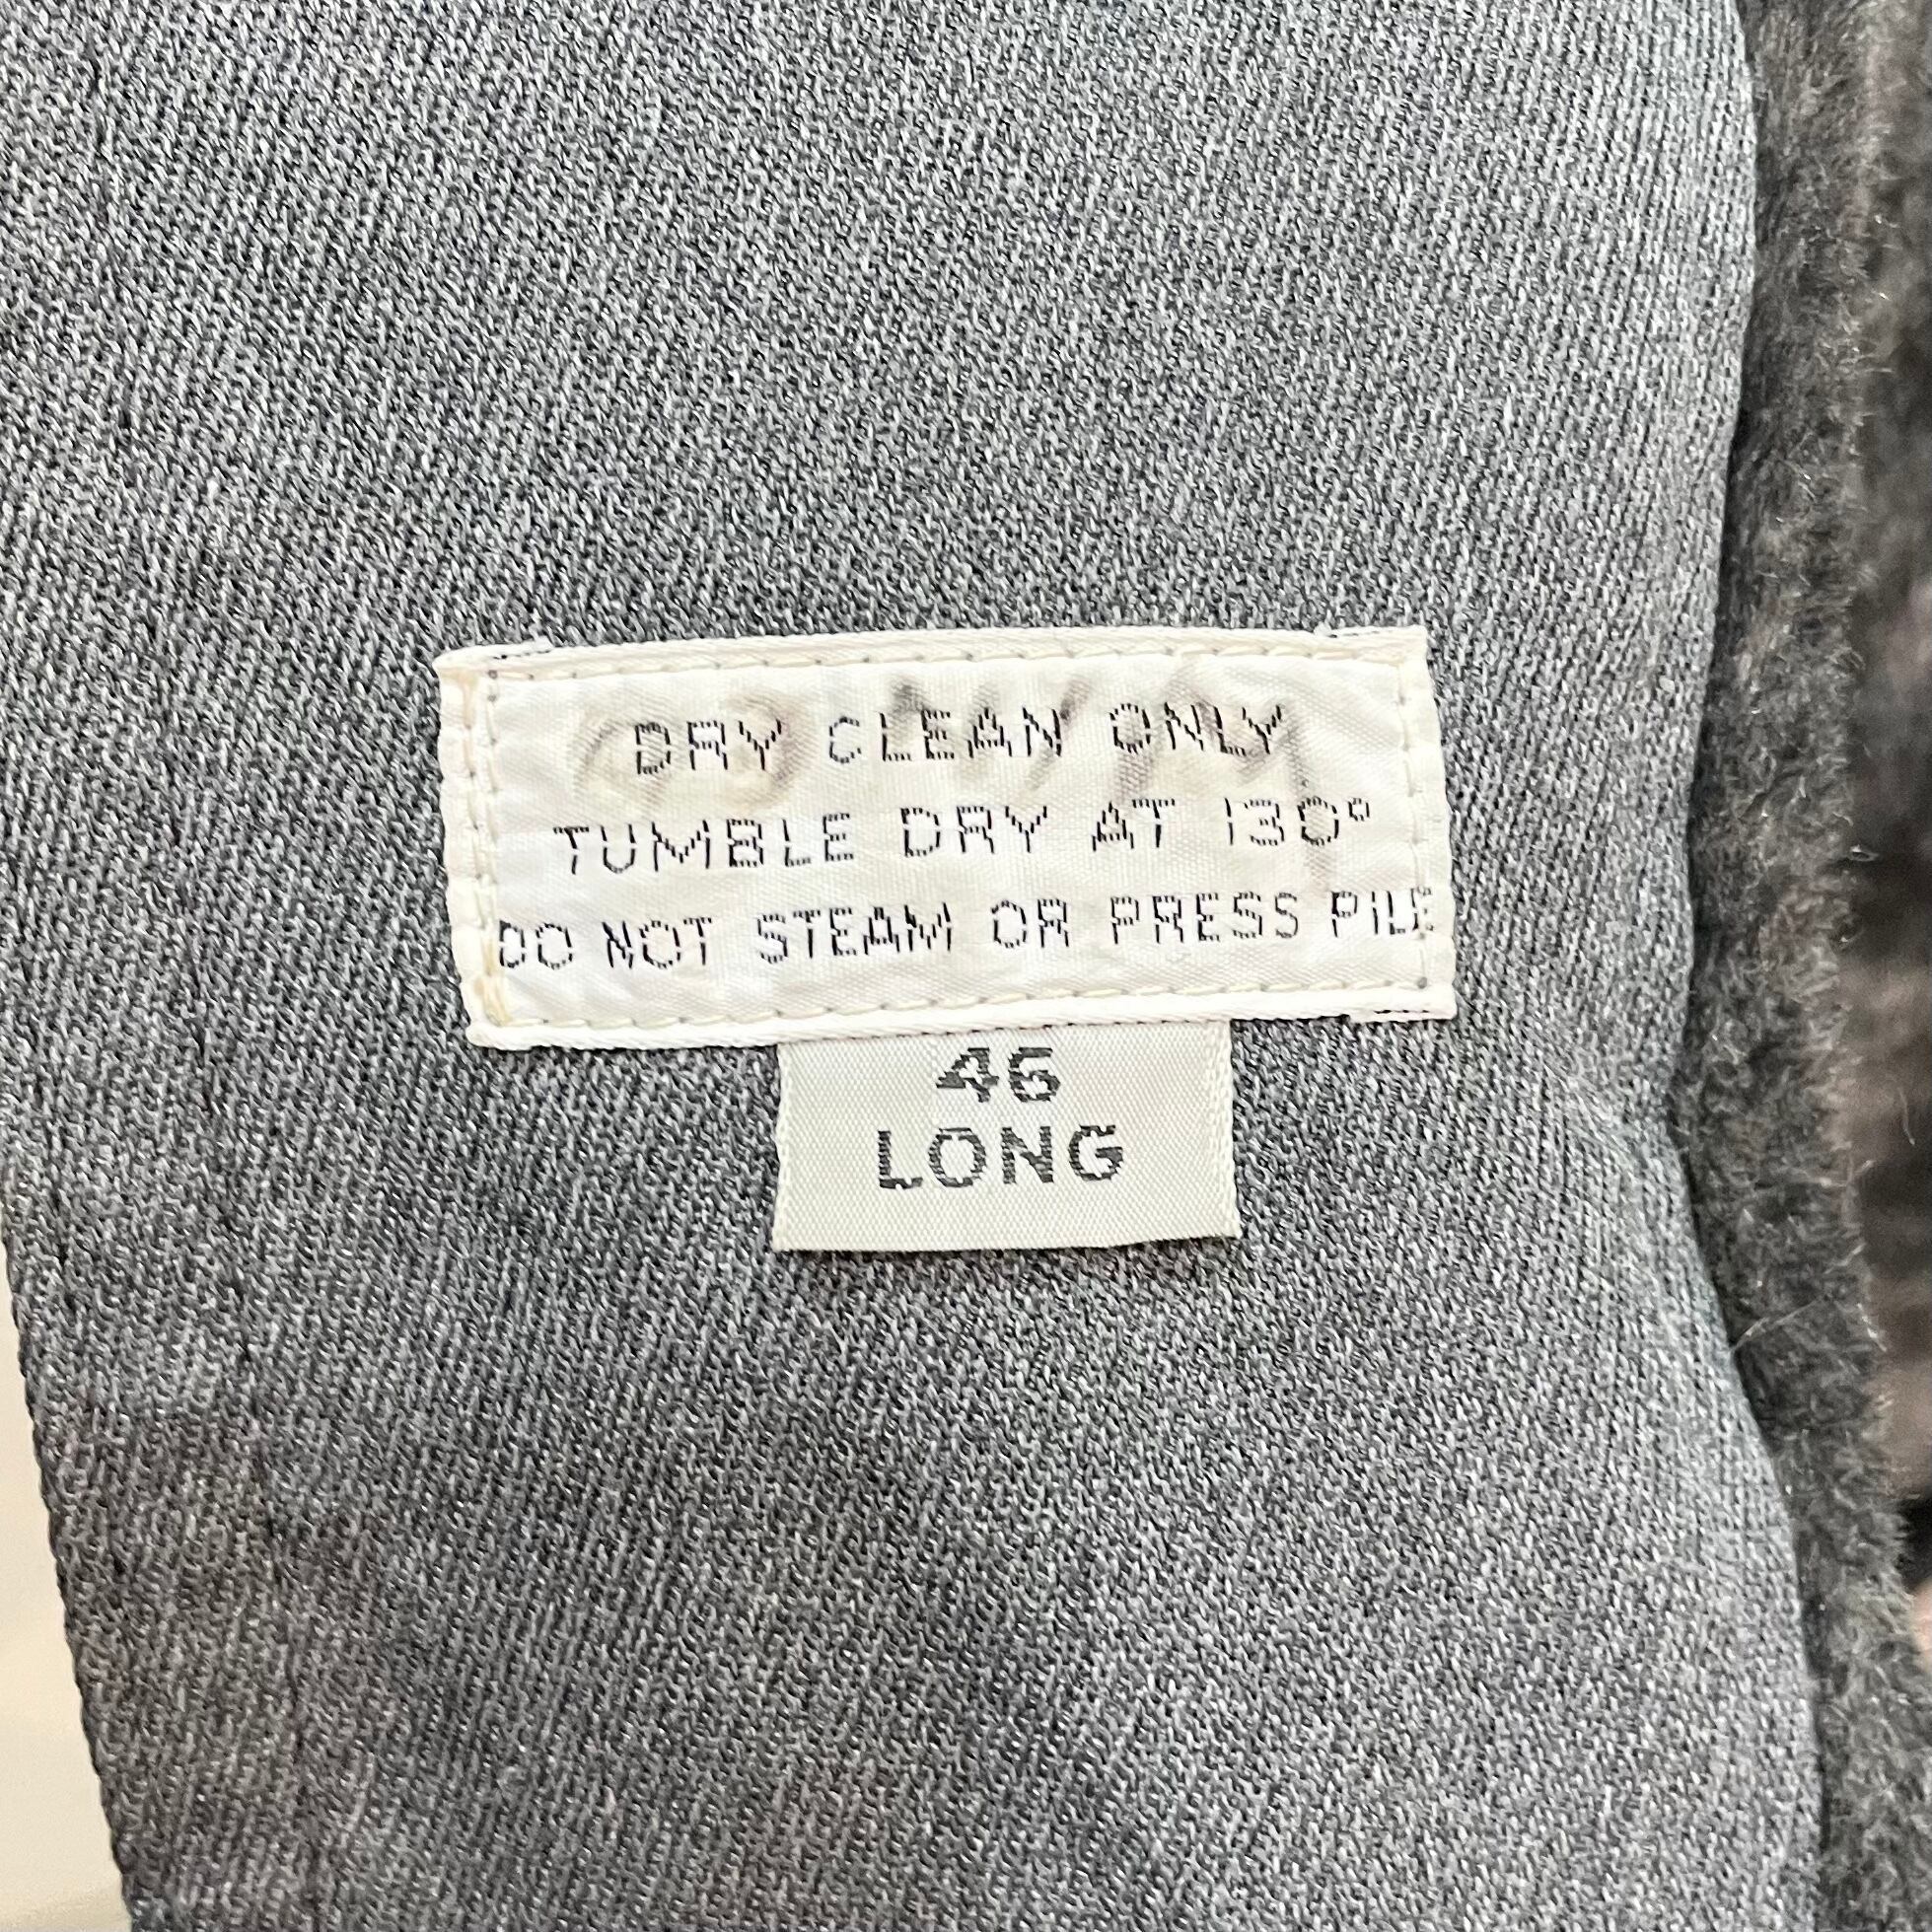 DRY CLEAN ONLY
TUMBLE DRY AT 130°
DO NOT STEAM OR PRESS PILE
46
LONG